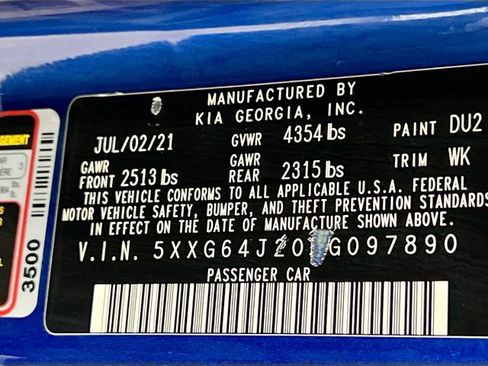 MANUFACTURED BY
KIA GEORGIA, INC.
JUL/02/21 GVWR 4354 lbs PAINT DU2
GAWR FRONT 2513 lbs GAWR REAR 2315 lbs TRIM WK
THIS VEHICLE CONFORMS TO ALL APPLICABLE U.S.A. FEDERAL
MOTOR VEHICLE SAFETY, BUMPER, AND THEFT PREVENTION STANDARDS
IN EFFECT ON THE DATE OF MANUFACTURE SHOWN ABOVE.
V.I.N.
PASSENGER CAR
3500